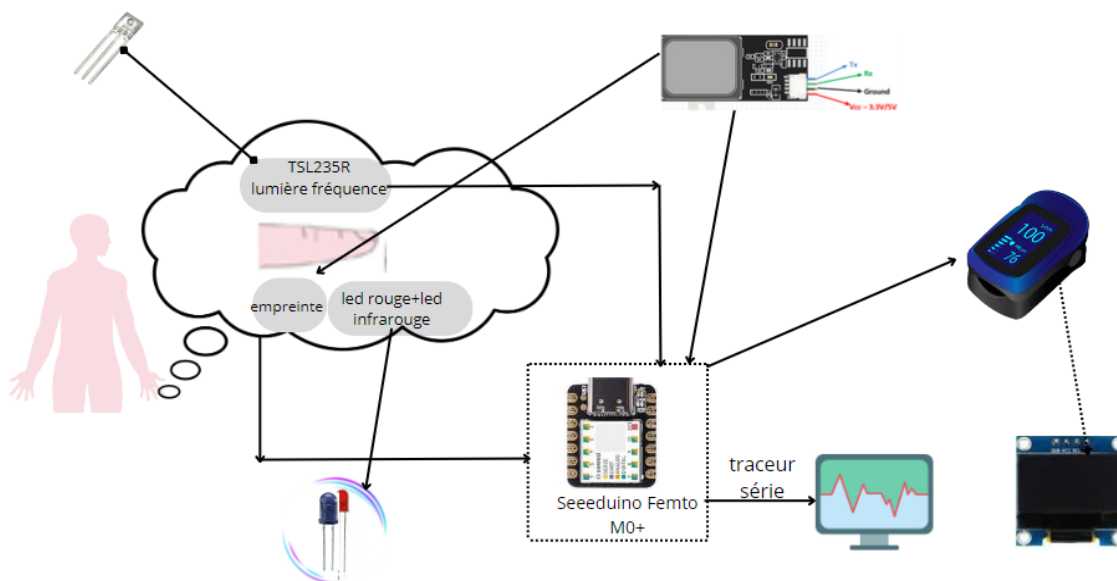 Tx
Rx
Ground
Vcc - 3.3V/5V
TSL235R
lumière fréquence
empreinte
led rouge+led
infrarouge
100
76
traceur
série
Seeeduino Femto
M0+